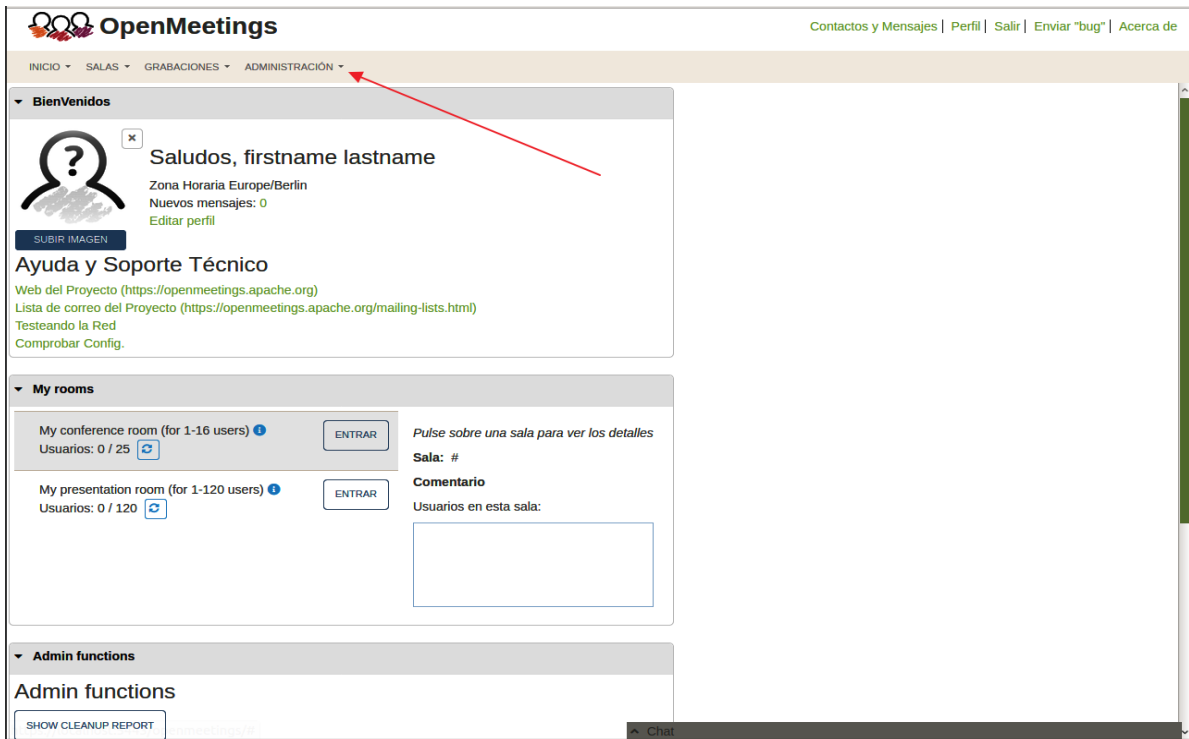 OpenMeetings
Contactos y Mensajes | Perfil | Salir | Enviar "bug" | Acerca de
INICIO SALAS GRABACIONES ADMINISTRACIÓN
BienVenidos
?
Saludos, firstname lastname
Zona Horaria Europe/Berlin
Nuevos mensajes: 0
Editar perfil
SUBIR IMAGEN
Ayuda y Soporte Técnico
Web del Proyecto (https://openmeetings.apache.org)
Lista de correo del Proyecto (https://openmeetings.apache.org/mailing-lists.html)
Testeando la Red
Comprobar Config.
My rooms
My conference room (for 1-16 users)
Usuarios: 0 / 25
ENTRAR
My presentation room (for 1-120 users)
Usuarios: 0 / 120
ENTRAR
Pulse sobre una sala para ver los detalles
Sala: #
Comentario
Usuarios en esta sala:
Admin functions
Admin functions
SHOW CLEANUP REPORT
Chat